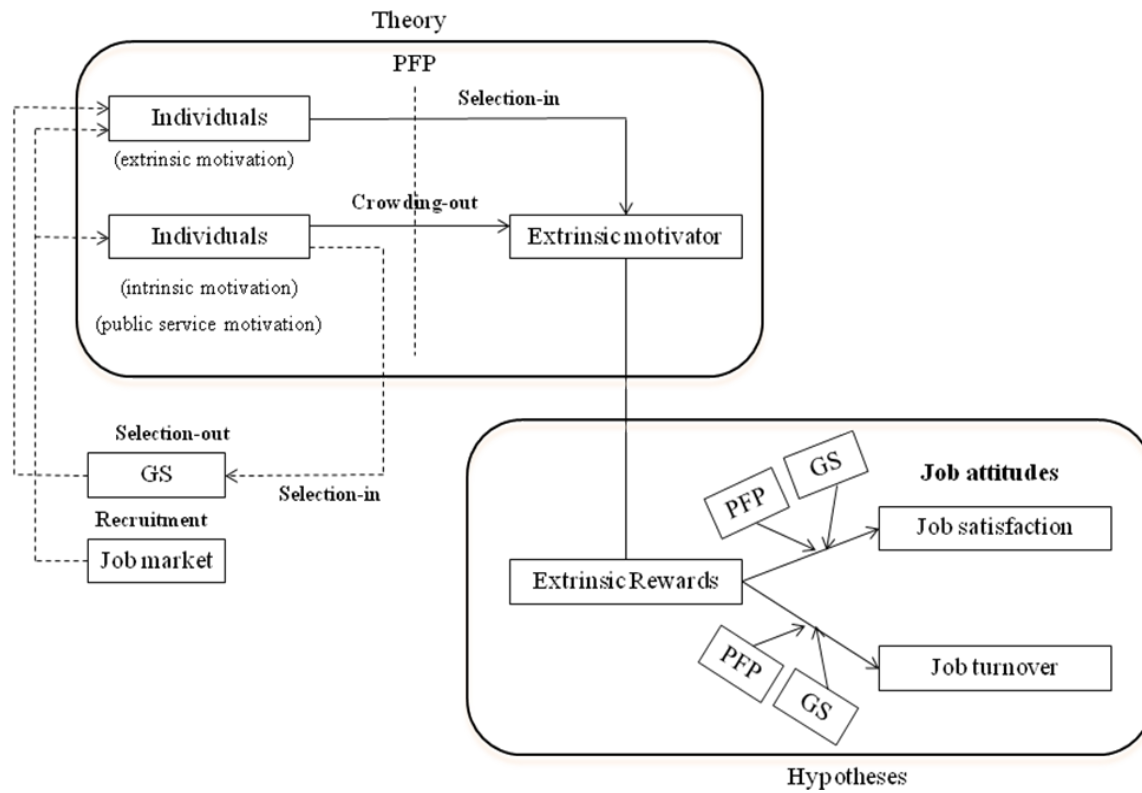 Theory
PFP
Selection-in
Individuals
(extrinsic motivation)
Crowding-out
Individuals
Extrinsic motivator
(intrinsic motivation)
(public service motivation)
Selection-out
GS
Selection-in
Recruitment
Job market
GS
PFP
Job attitudes
Job satisfaction
Extrinsic Rewards
PFP
GS
Job turnover
Hypotheses